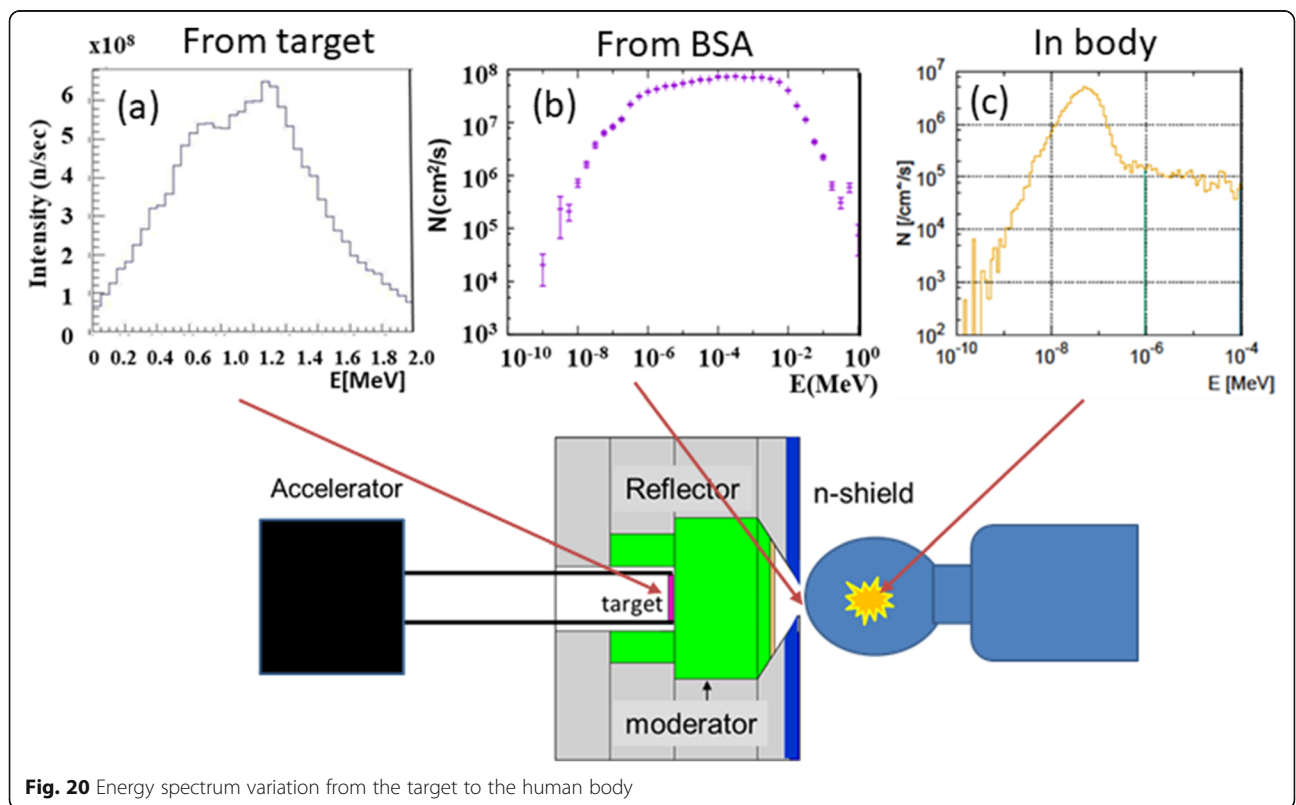 From target
From BSA
In body
x10⁸
(a)
Intensity (n/sec)
6
5
4
3
2
1
0
0 0.2 0.4 0.6 0.8 1.0 1.2 1.4 1.6 1.8 2.0
E[MeV]
(b)
N(cm²/s)
10⁸
10⁷
10⁶
10⁵
10⁴
10³
10⁻¹⁰ 10⁻⁸ 10⁻⁶ 10⁻⁴ 10⁻² 10⁰
E(MeV)
(c)
N [/cm²/s]
10⁷
10⁶
10⁵
10⁴
10³
10²
10⁻¹⁰ 10⁻⁸ 10⁻⁶ 10⁻⁴
E [MeV]
Accelerator
Reflector
n-shield
target
moderator
Fig. 20 Energy spectrum variation from the target to the human body